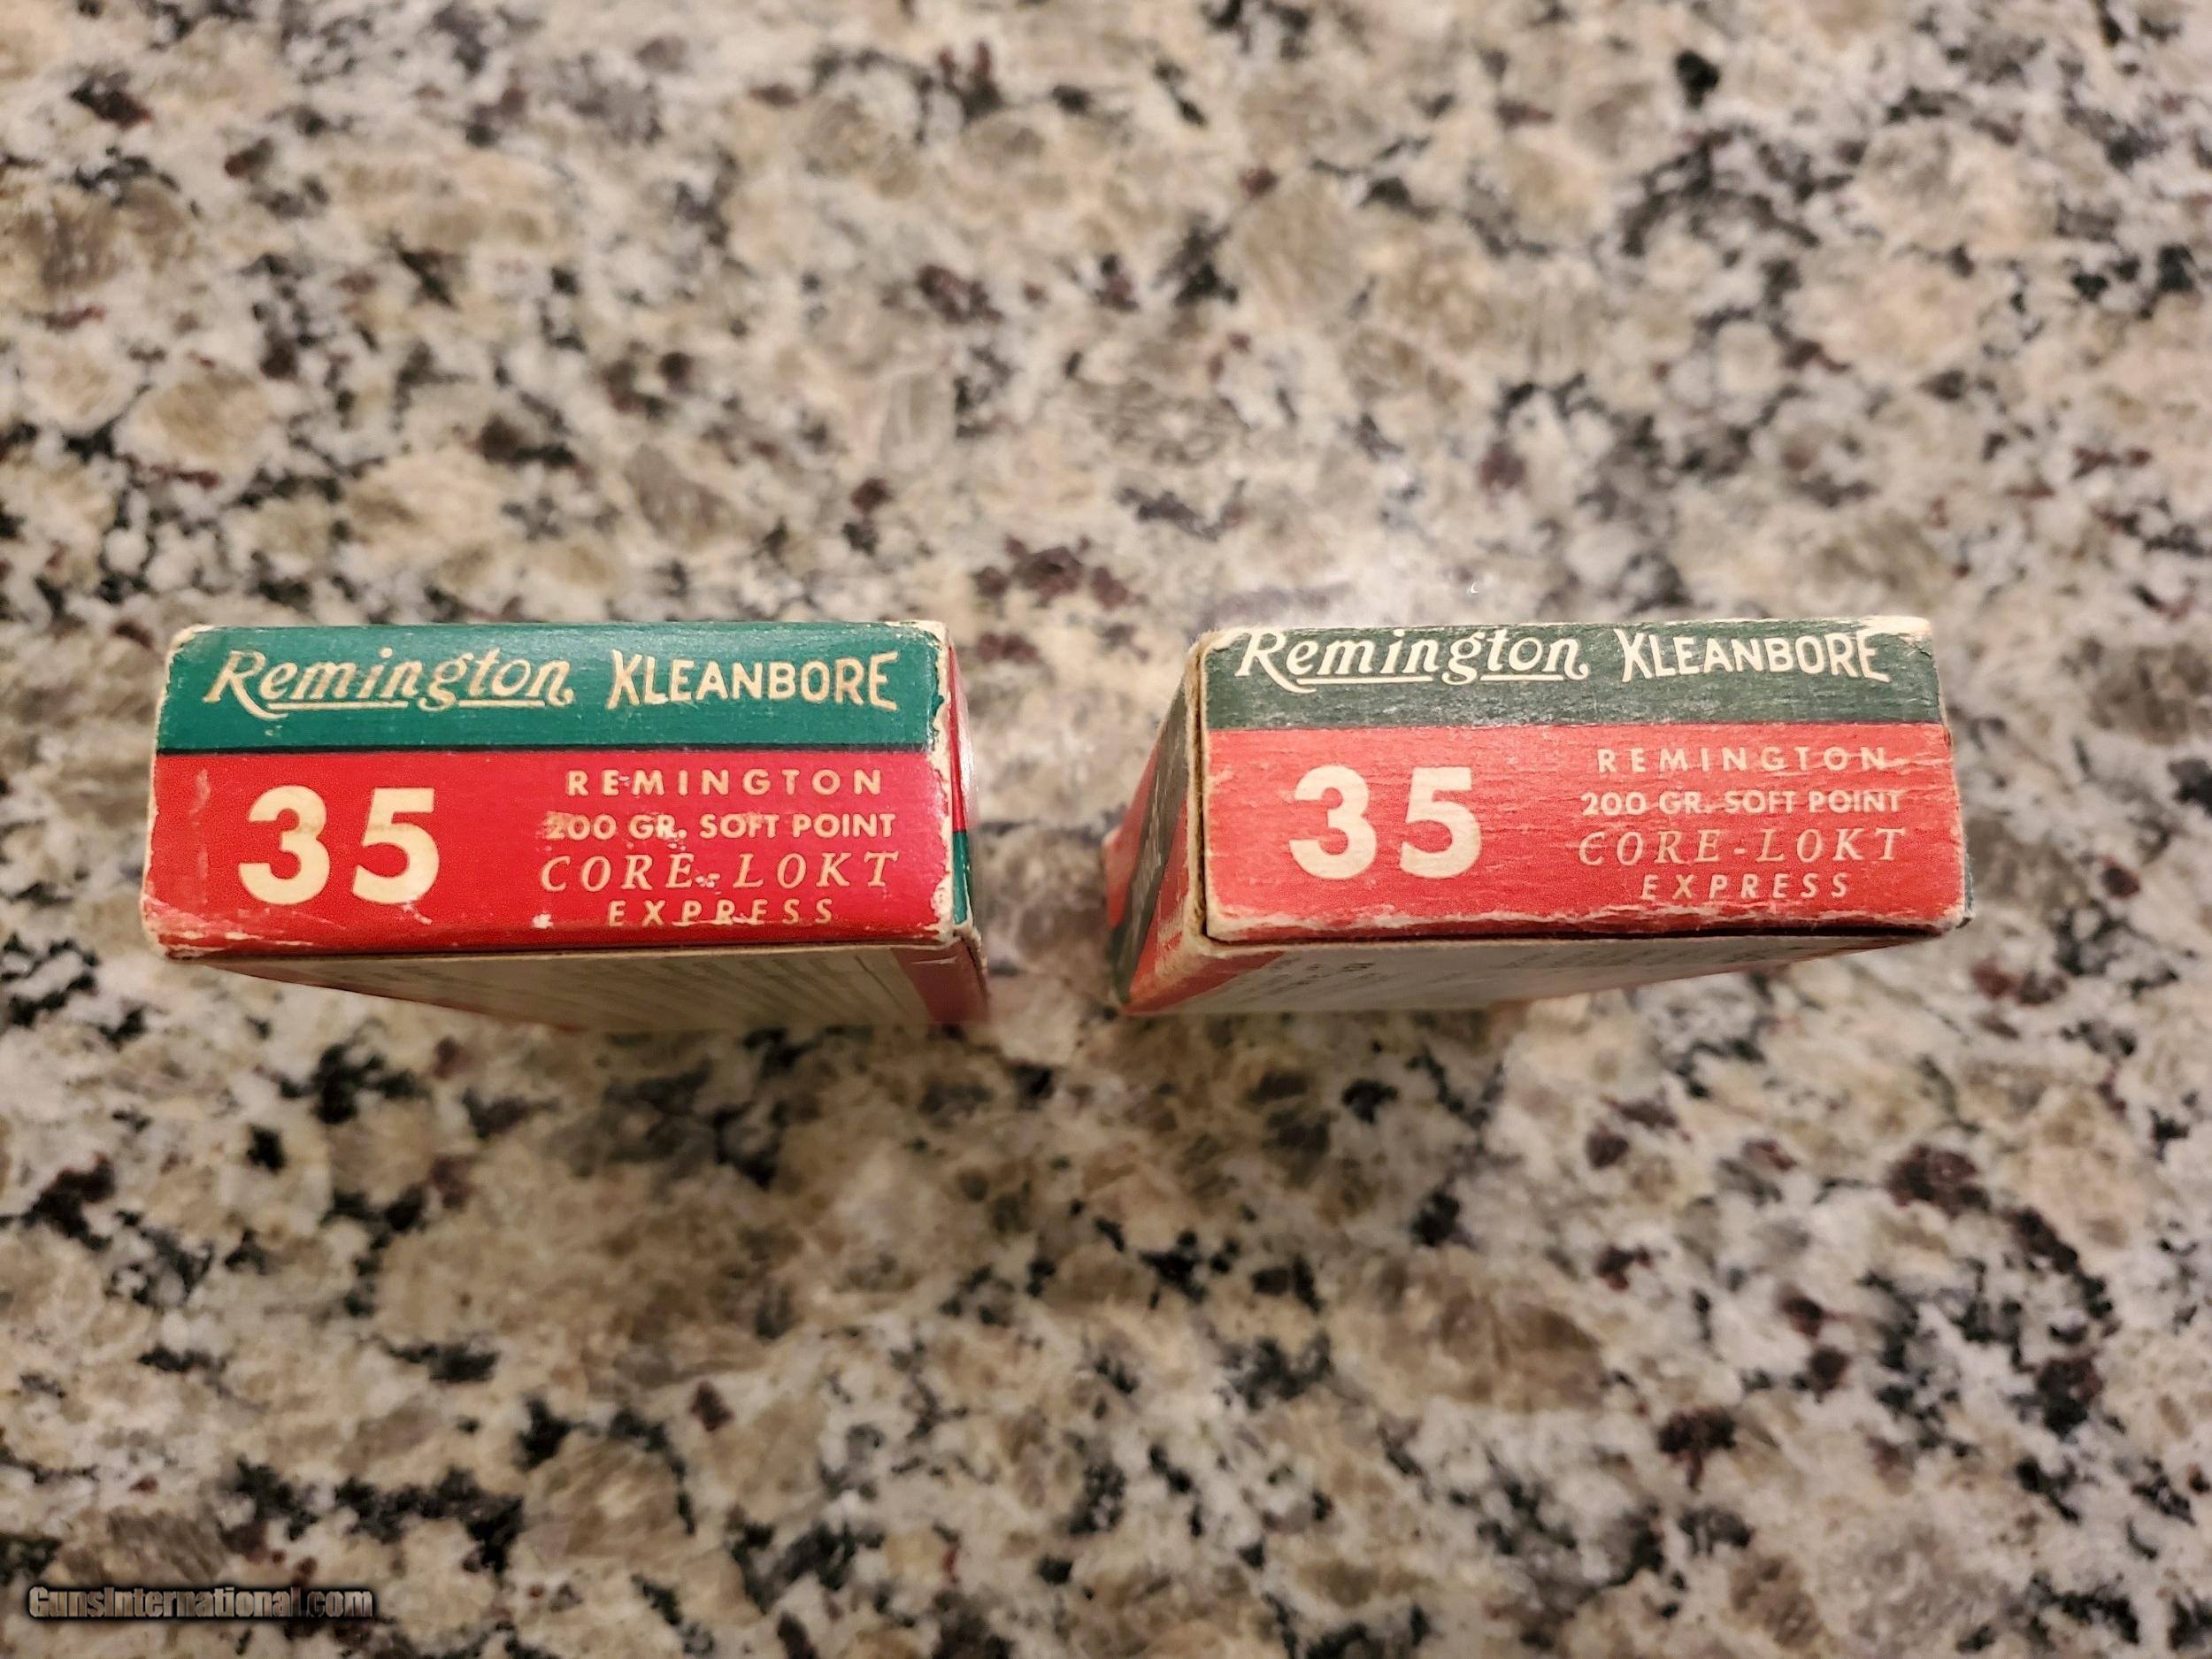 Remington KLEANBORE
35
REMINGTON
200 GR. SOFT POINT
CORE-LOKT
EXPRESS
Remington KLEANBORE
35
REMINGTON
200 GR. SOFT POINT
CORE-LOKT
EXPRESS
GunsInternational.com